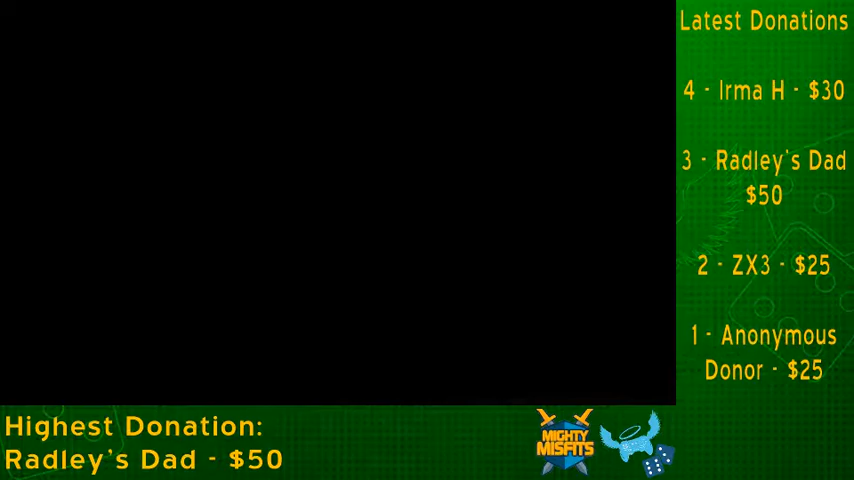 Latest Donations
4 - Irma H - $30
3 - Radley's Dad
$50
2 - ZX3 - $25
1 - Anonymous
Donor - $25
Highest Donation:
Radley's Dad - $50
MIGHTY
MISFITS